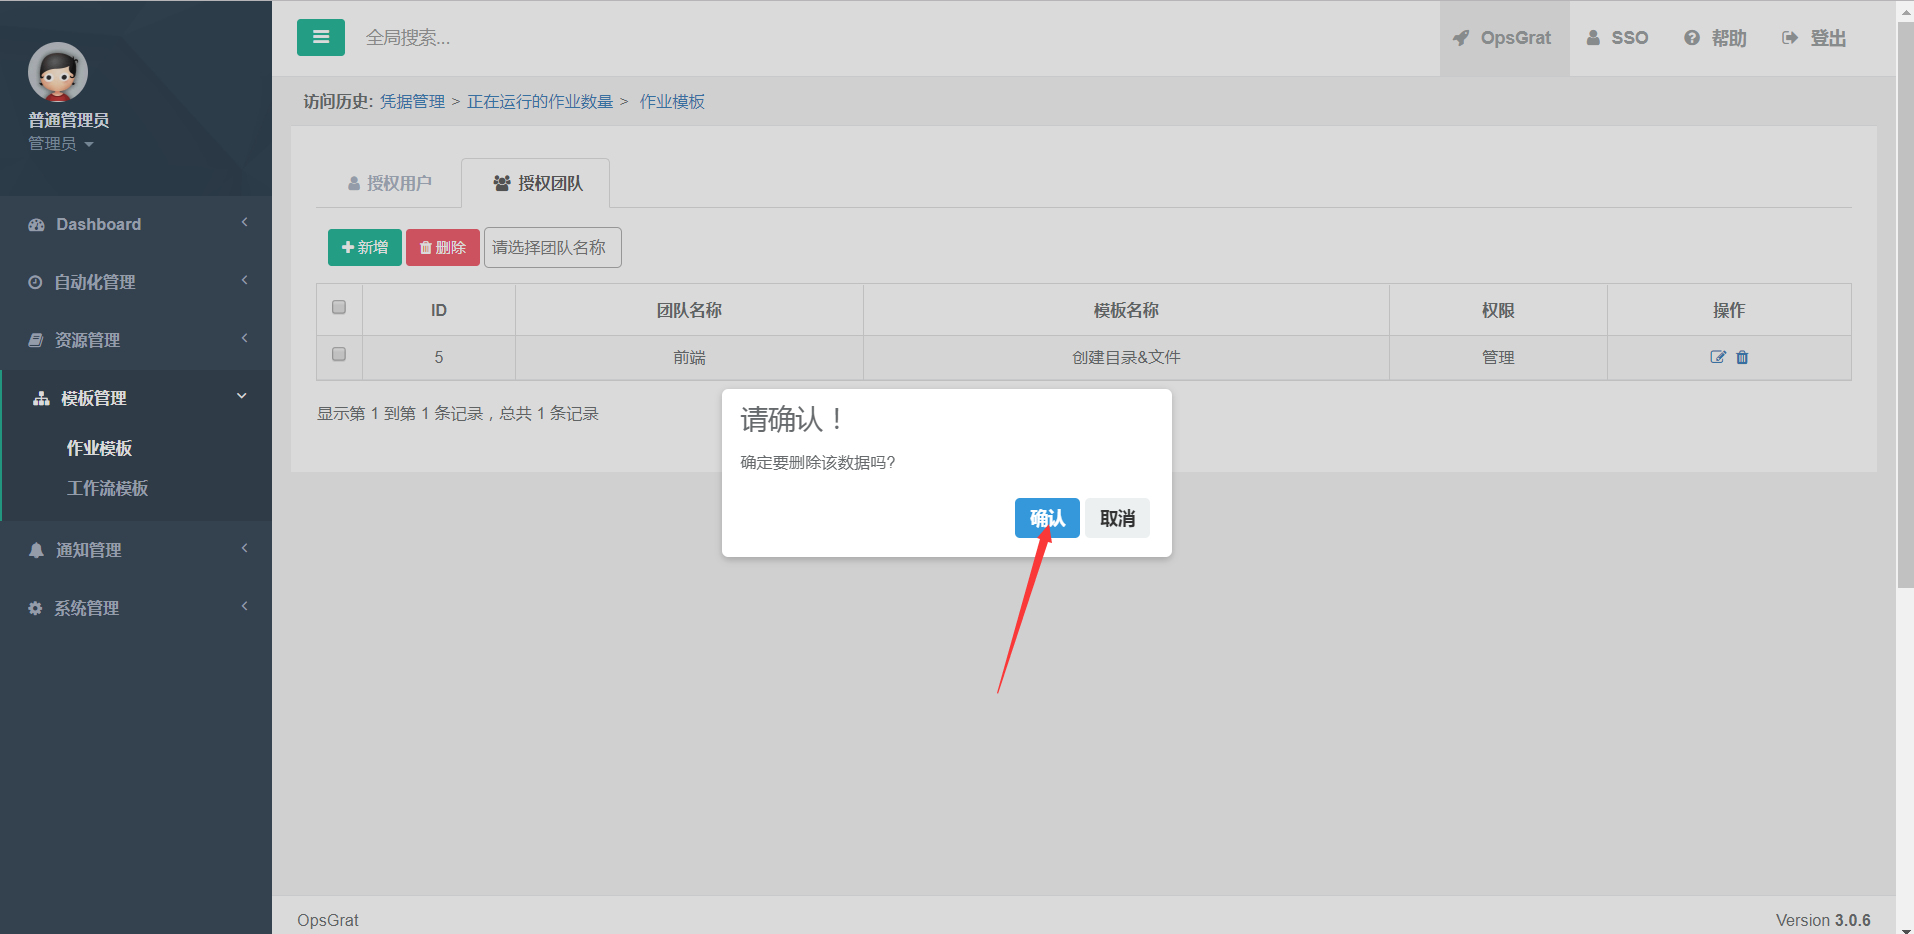 全局搜索...
OpsGrat
SSO
帮助
登出
普通管理员
管理员
Dashboard
自动化管理
资源管理
模板管理
作业模板
工作流模板
通知管理
系统管理
访问历史: 凭据管理 > 正在运行的作业数量 > 作业模板
授权用户 授权团队
新增 删除 请选择团队名称
ID 团队名称 模板名称 权限 操作
5 前端 创建目录&文件 管理
显示第 1 到第 1 条记录，总共 1 条记录
请确认！
确定要删除该数据吗?
确认 取消
OpsGrat
Version 3.0.6